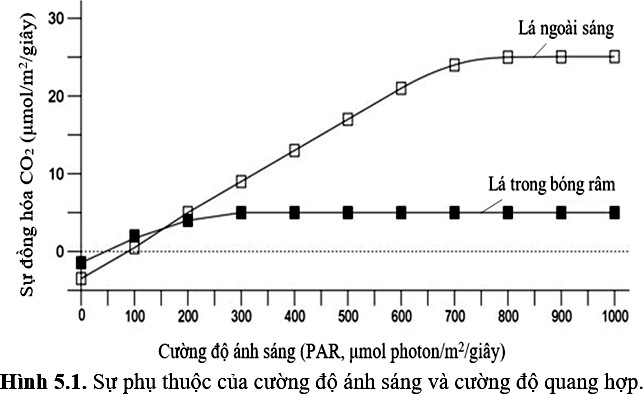 30
Lá ngoài sáng
20
10
Lá trong bóng râm
0
Sự đồng hóa CO₂ (µmol/m²/giây)
0 100 200 300 400 500 600 700 800 900 1000
Cường độ ánh sáng (PAR, µmol photon/m²/giây)
Hình 5.1. Sự phụ thuộc của cường độ ánh sáng và cường độ quang hợp.